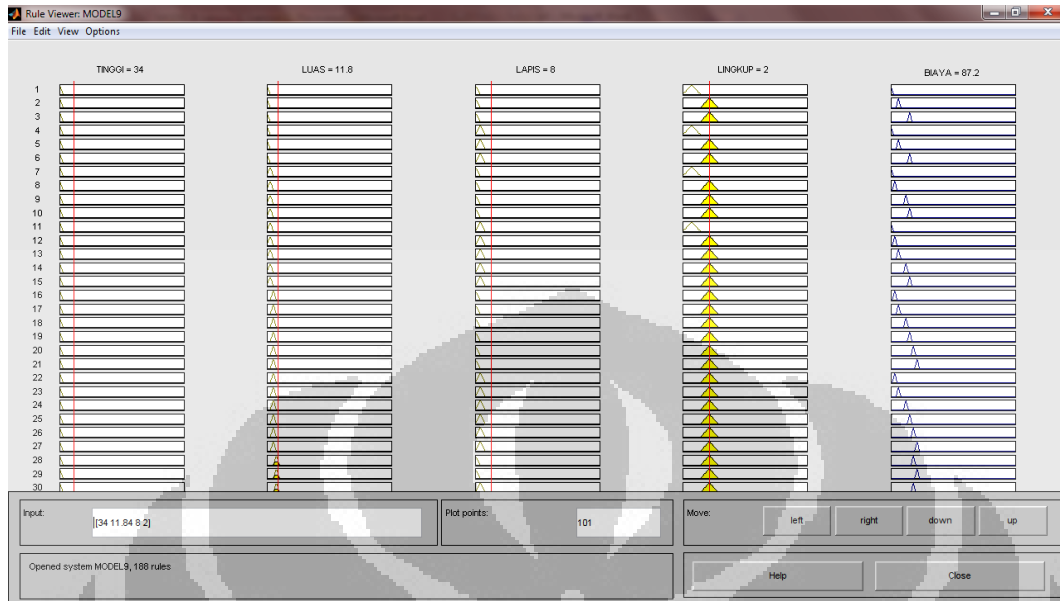 Rule Viewer: MODEL9
File Edit View Options
TINGGI = 34
LUAS = 11.8
LAPIS = 8
LINGKUP = 2
BIAYA = 87.2
1
2
3
4
5
6
7
8
9
10
11
12
13
14
15
16
17
18
19
20
21
22
23
24
25
26
27
28
29
30
Input:
[34 11.84 8 2]
Plot points:
101
Move:
left
right
down
up
Opened system MODEL9, 188 rules
Help
Close